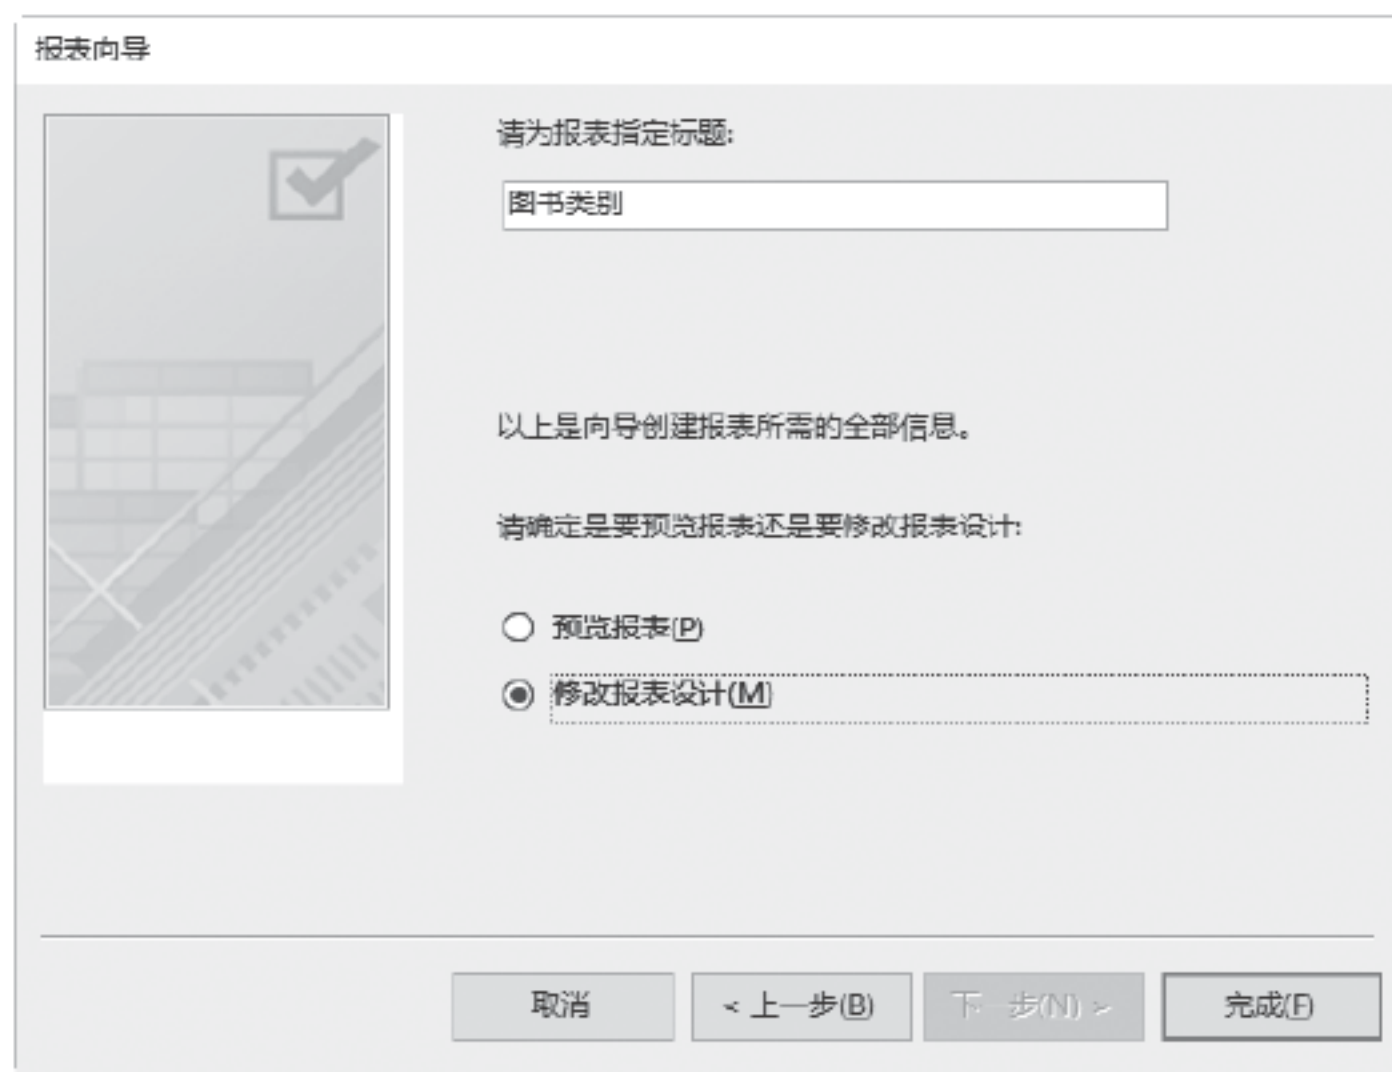 报表向导
请为报表指定标题:
图书类别
以上是向导创建报表所需的全部信息。
请确定是要预览报表还是要修改报表设计:
预览报表(P)
修改报表设计(M)
取消
< 上一步(B)
下一步(N) >
完成(F)